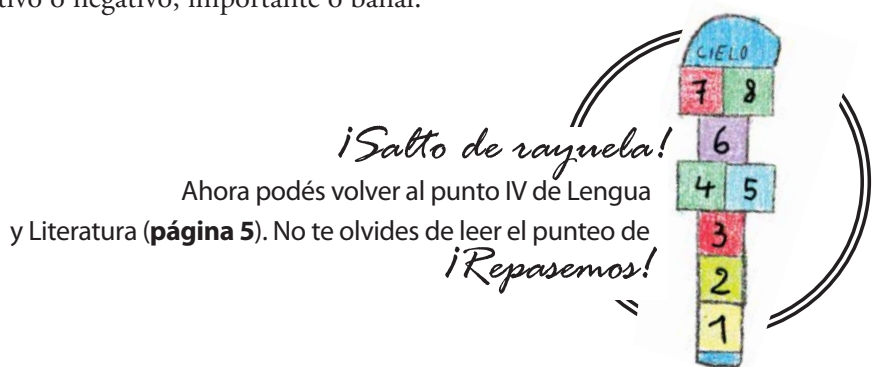 tivo o negativo, importante o banal.
¡Salto de rayuela!
Ahora podés volver al punto IV de Lengua
y Literatura (página 5). No te olvides de leer el punteo de
¡Repasemos!
CIELO
7 8
6
4 5
3
2
1